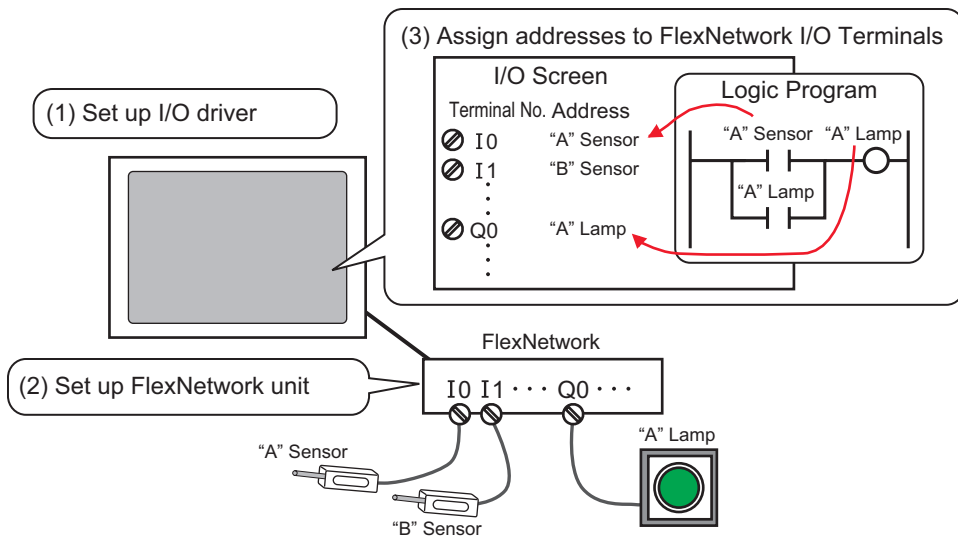 (3) Assign addresses to FlexNetwork I/O Terminals
I/O Screen
Terminal No. Address
I0 “A” Sensor
I1 “B” Sensor
Q0 “A” Lamp
Logic Program
“A” Sensor “A” Lamp
“A” Lamp
(1) Set up I/O driver
(2) Set up FlexNetwork unit
FlexNetwork
I0 I1 ··· Q0 ···
“A” Sensor
“B” Sensor
“A” Lamp